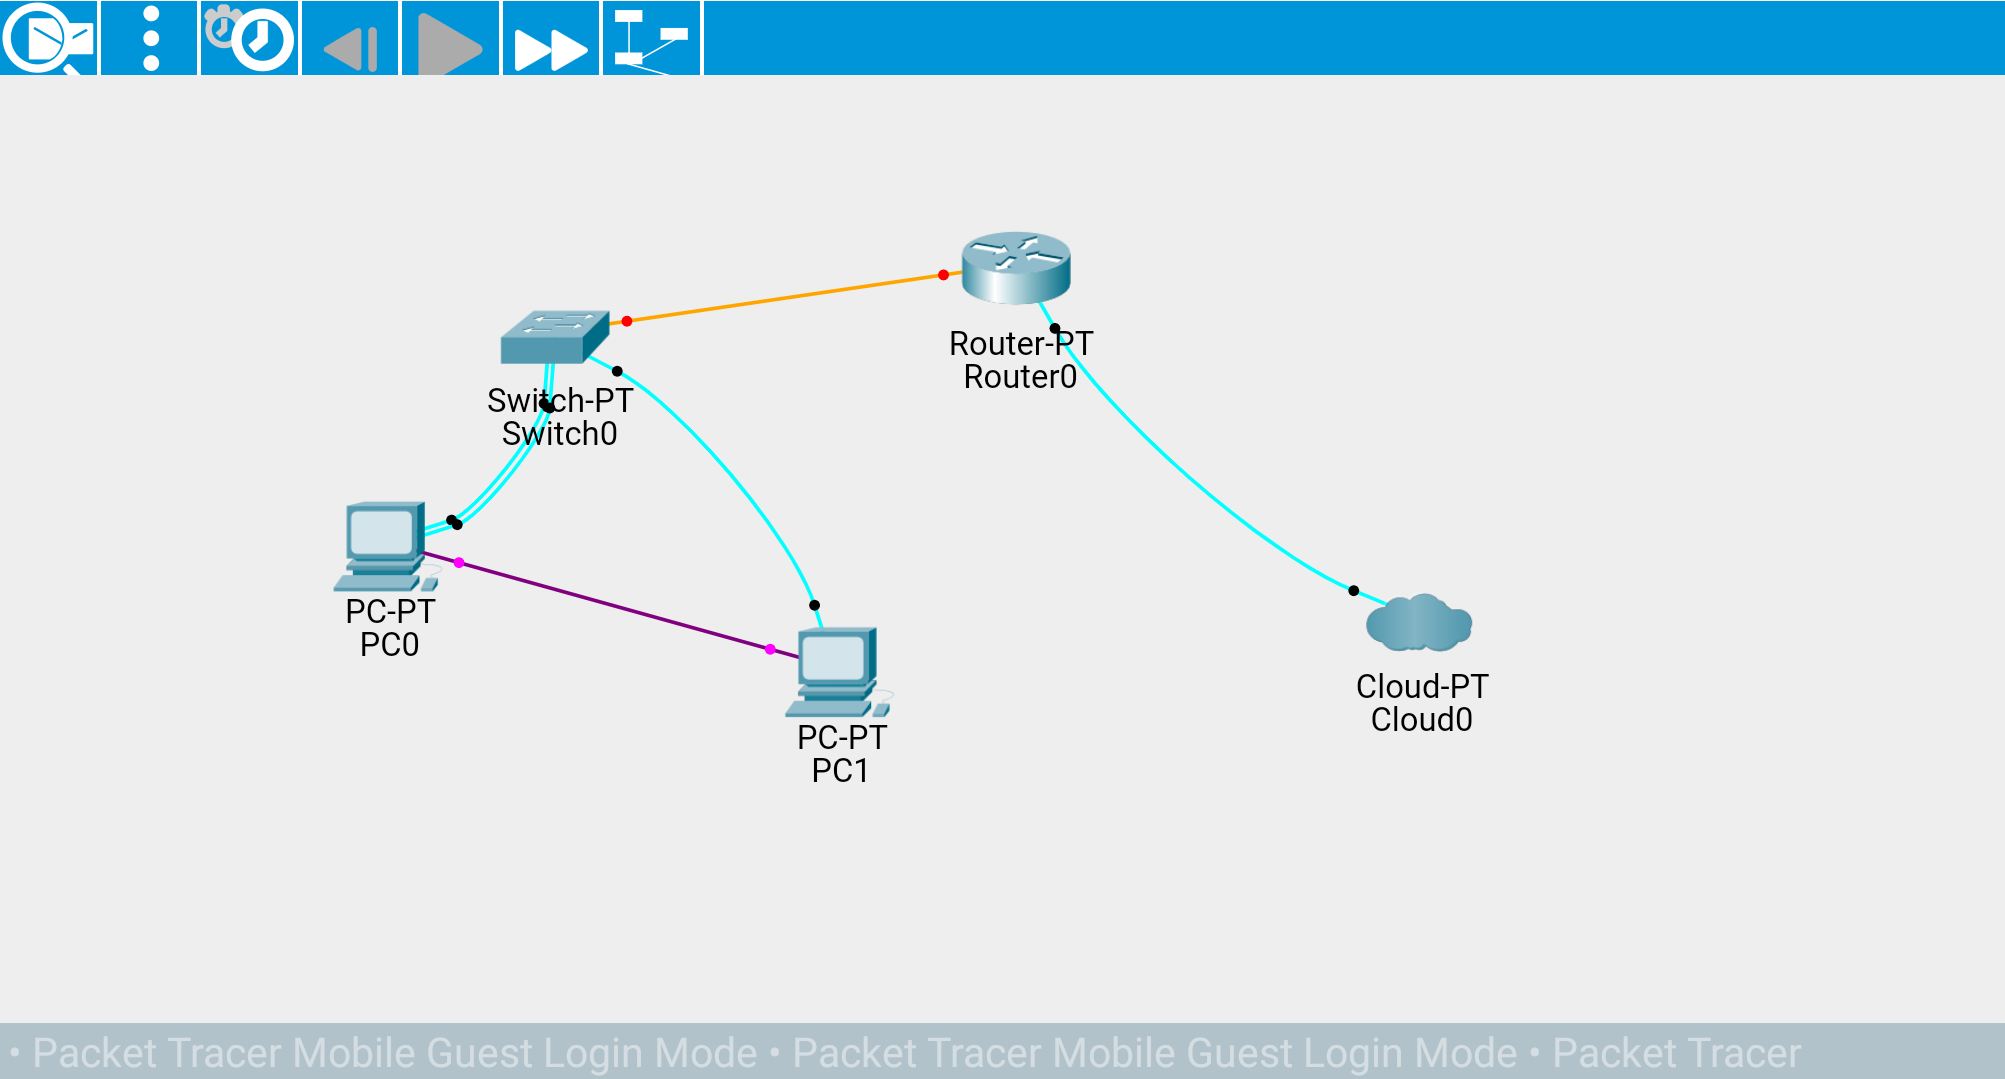 Router-PT
Router0
Switch-PT
Switch0
PC-PT
PC0
Cloud-PT
Cloud0
PC-PT
PC1
• Packet Tracer Mobile Guest Login Mode • Packet Tracer Mobile Guest Login Mode • Packet Tracer